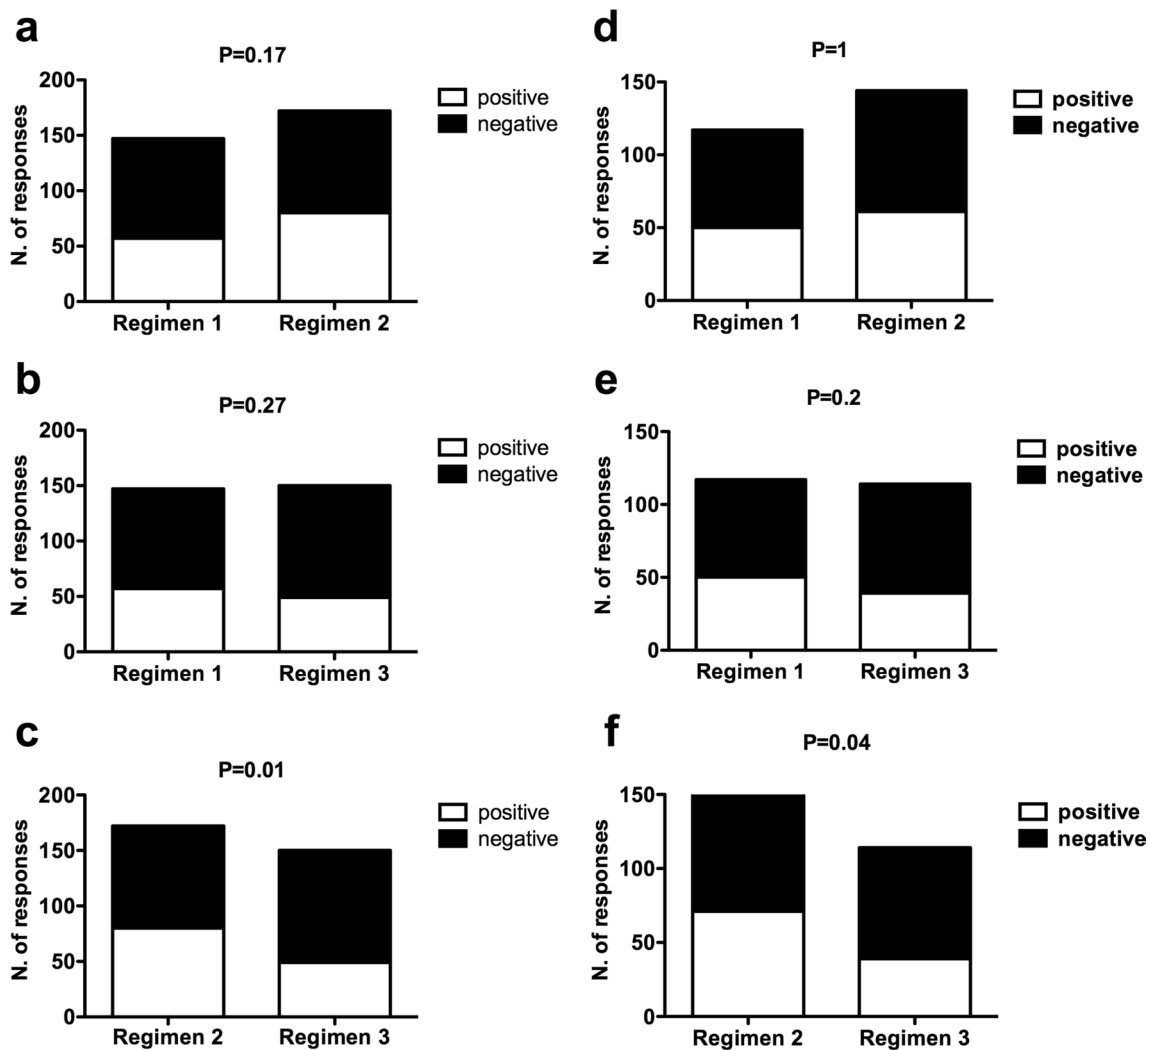 a
P=0.17
N. of responses
200
150
100
50
0
Regimen 1 Regimen 2
positive
negative
d
P=1
N. of responses
150
100
50
0
Regimen 1 Regimen 2
positive
negative
b
P=0.27
N. of responses
200
150
100
50
0
Regimen 1 Regimen 3
positive
negative
e
P=0.2
N. of responses
150
100
50
0
Regimen 1 Regimen 3
positive
negative
c
P=0.01
N. of responses
200
150
100
50
0
Regimen 2 Regimen 3
positive
negative
f
P=0.04
N. of responses
150
100
50
0
Regimen 2 Regimen 3
positive
negative